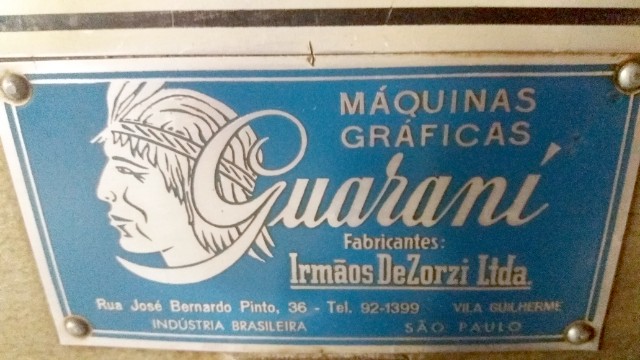 MÁQUINAS
GRÁFICAS
Guaraní
Fabricantes:
Irmãos DeZorzi Ltda.
Rua José Bernardo Pinto, 36 - Tel. 92-1399 VILA GUILHERME
INDÚSTRIA BRASILEIRA SÃO PAULO